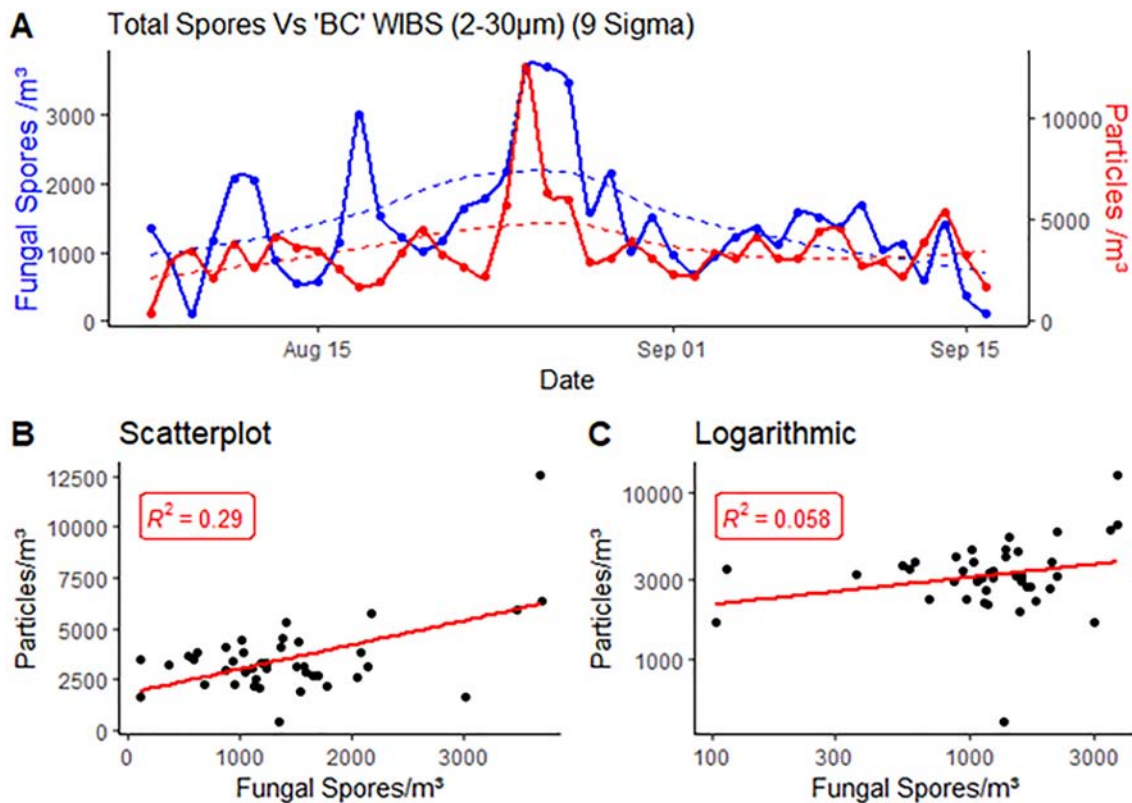 A
Total Spores Vs 'BC' WIBS (2-30µm) (9 Sigma)
Fungal Spores /m³
3000
2000
1000
0
10000
5000
0
Particles/m³
Aug 15
Sep 01
Sep 15
Date
B
Scatterplot
Particles/m³
12500
10000
7500
5000
2500
0
R² = 0.29
0
1000
2000
3000
Fungal Spores/m³
C
Logarithmic
Particles/m³
10000
3000
1000
R² = 0.058
100
300
1000
3000
Fungal Spores/m³